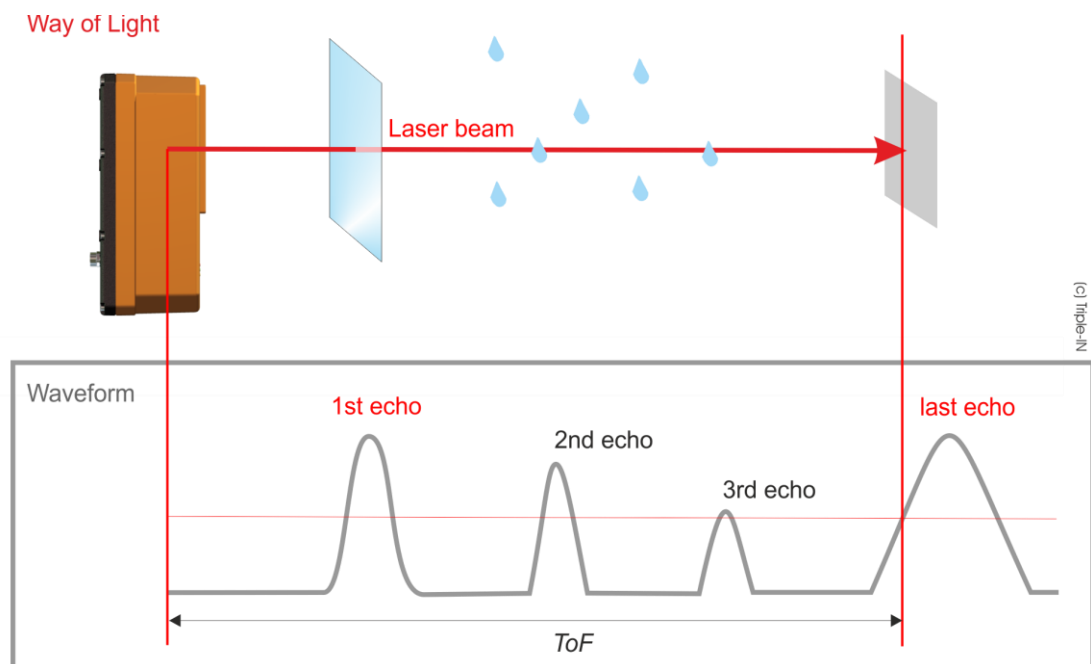 Way of Light
Laser beam
(c) Triple-IN
Waveform
1st echo
last echo
2nd echo
3rd echo
ToF